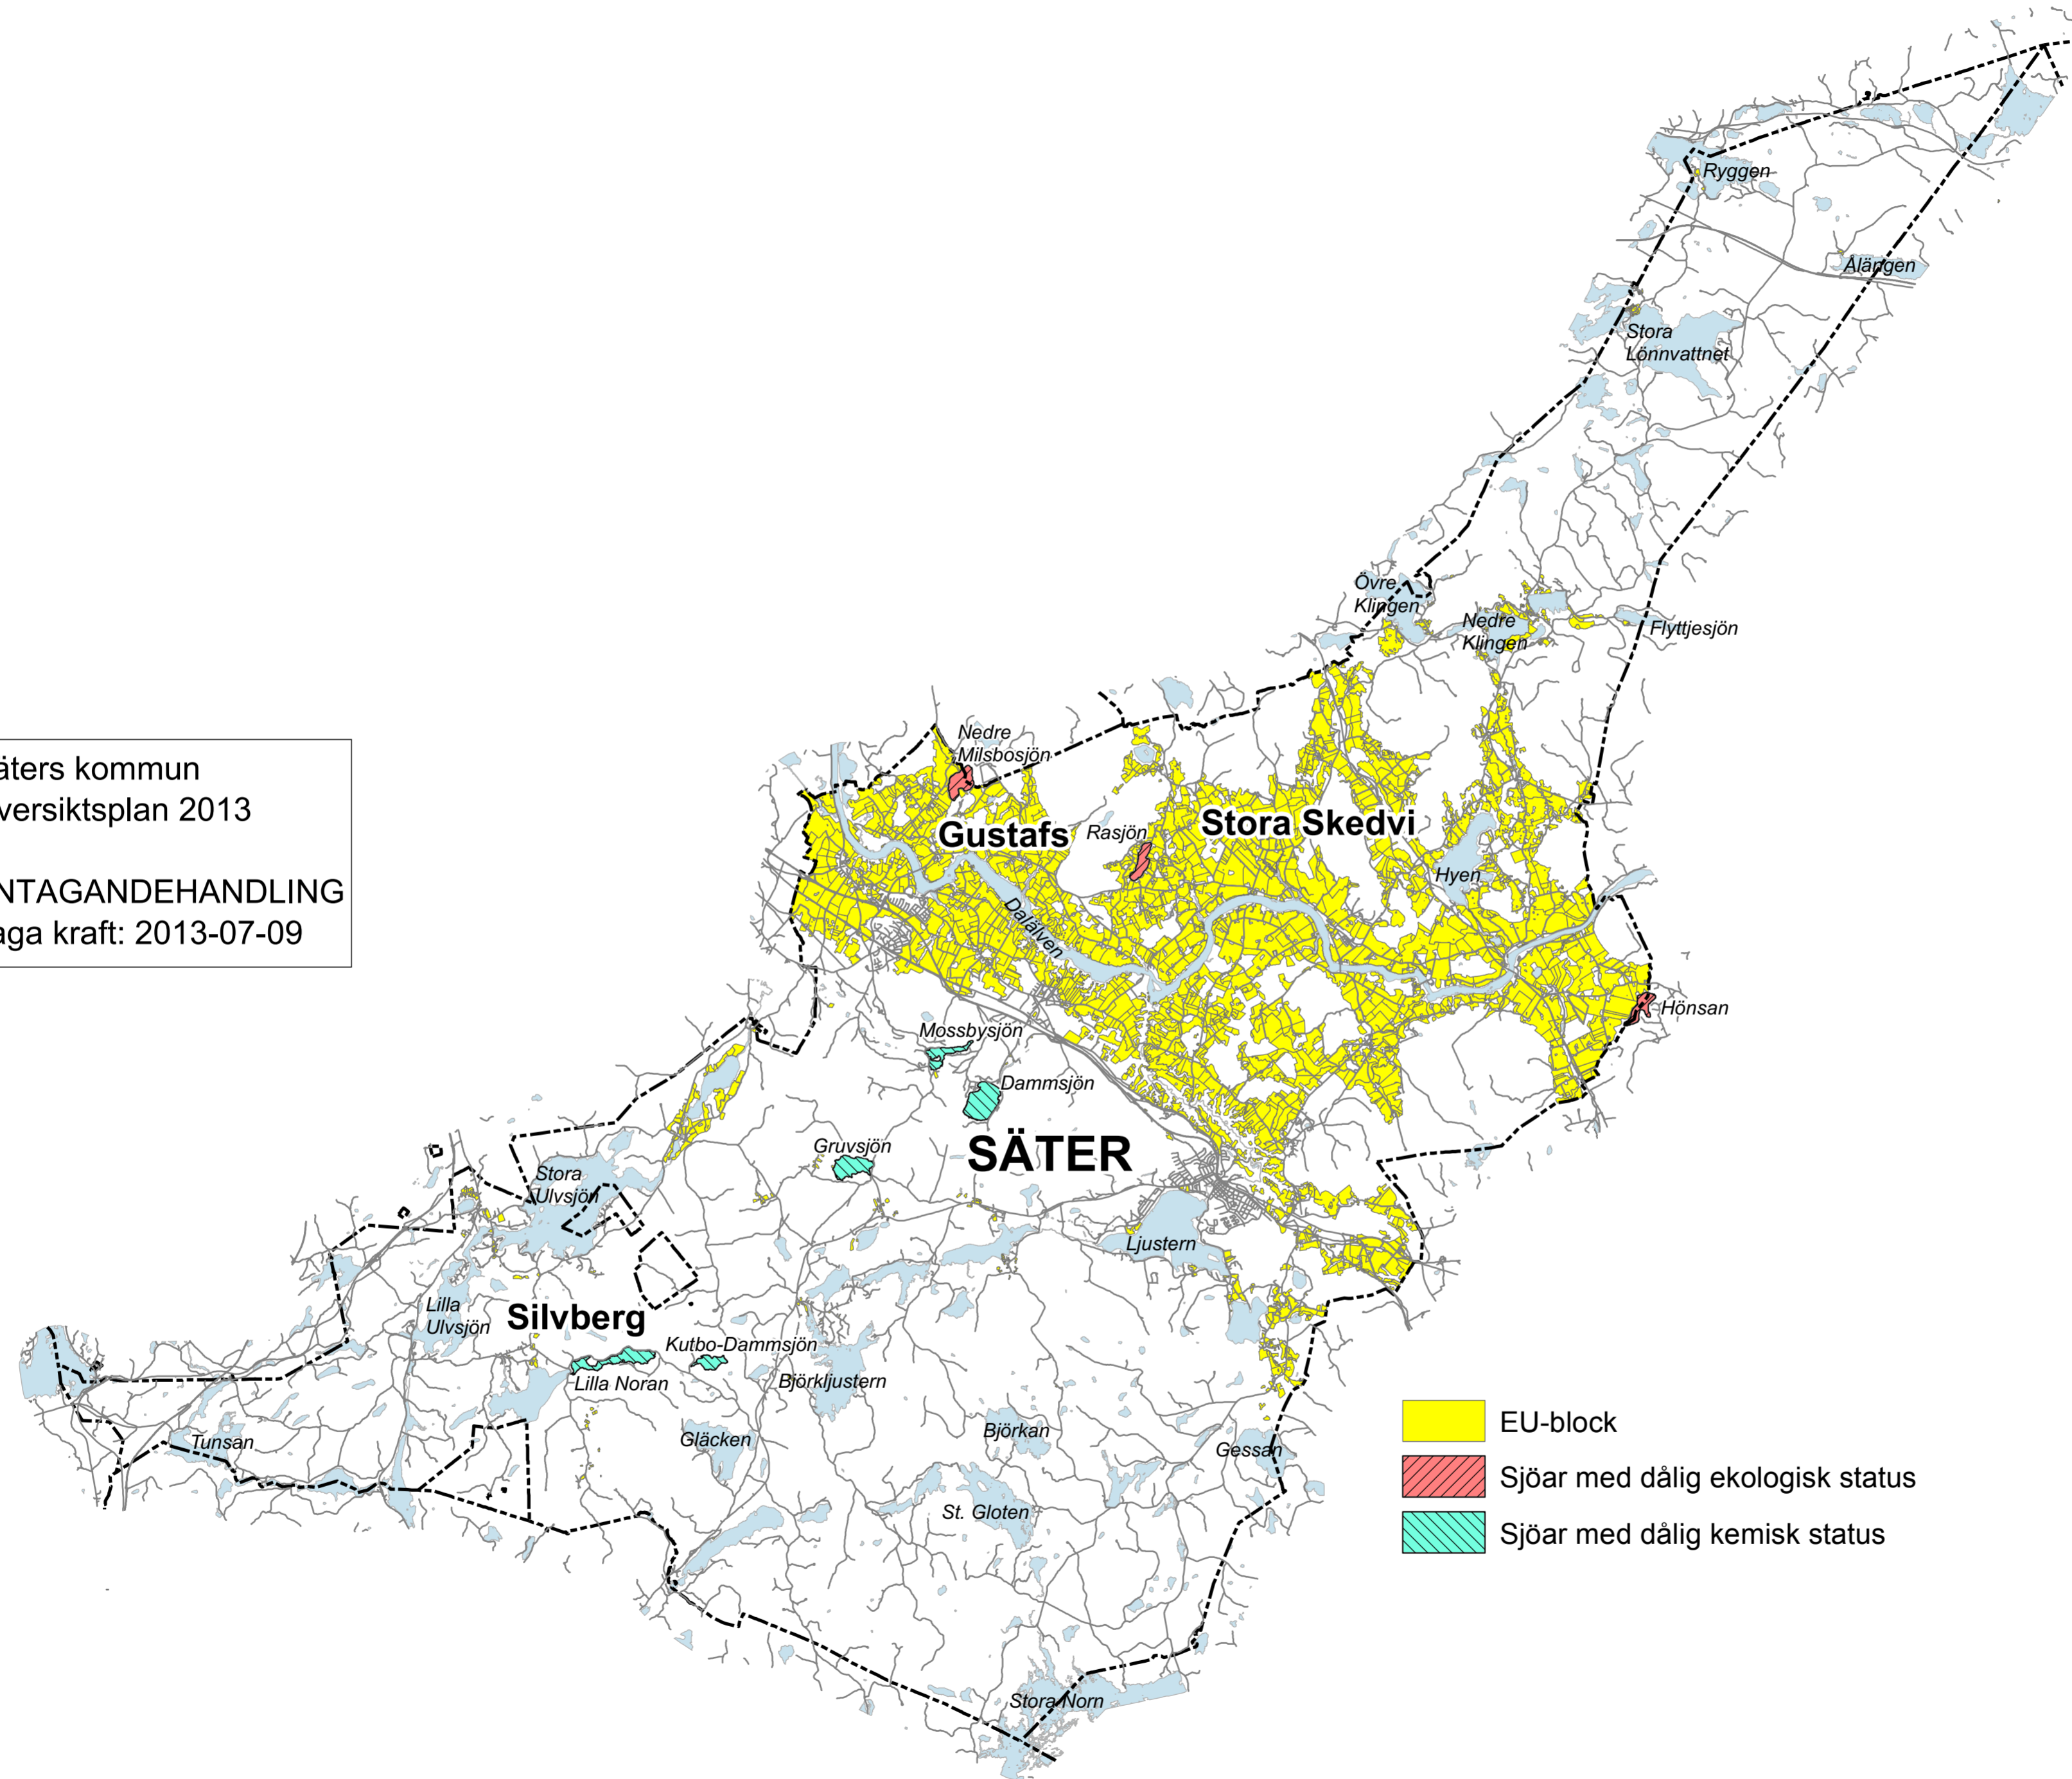 äters kommun
versiktsplan 2013
NTAGANDEHANDLING
aga kraft: 2013-07-09
Ryggen
Ålängen
Stora
Lönnvattnet
Övre
Klingen
Nedre
Klingen
Flyttjesjön
Nedre
Milsbosjön
Gustafs
Rasjön
Stora Skedvi
Hyen
Dalälven
Hönsan
Mossbysjön
Dammsjön
Gruvsjön
SÄTER
Stora
Ulvsjön
Ljustern
Lilla
Ulvsjön
Silvberg
Kutbo-Dammsjön
Lilla Noran
Björkljustern
Tunsan
Gläcken
Björkan
Gessån
St. Gloten
Stora Norn
EU-block
Sjöar med dålig ekologisk status
Sjöar med dålig kemisk status